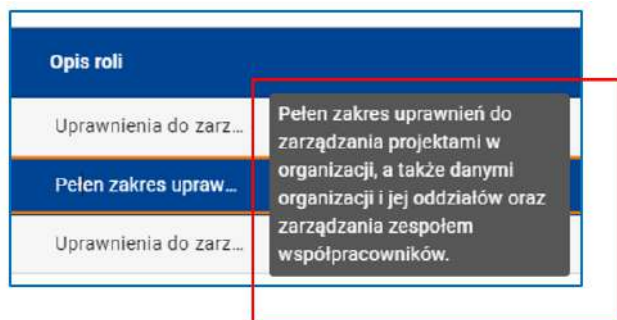 Opis roli
Uprawnienia do zarz...
Pełen zakres upraw...
Uprawnienia do zarz...
Pełen zakres uprawnień do
zarządzania projektami w
organizacji, a także danymi
organizacji i jej oddziałów oraz
zarządzania zespołem
współpracowników.